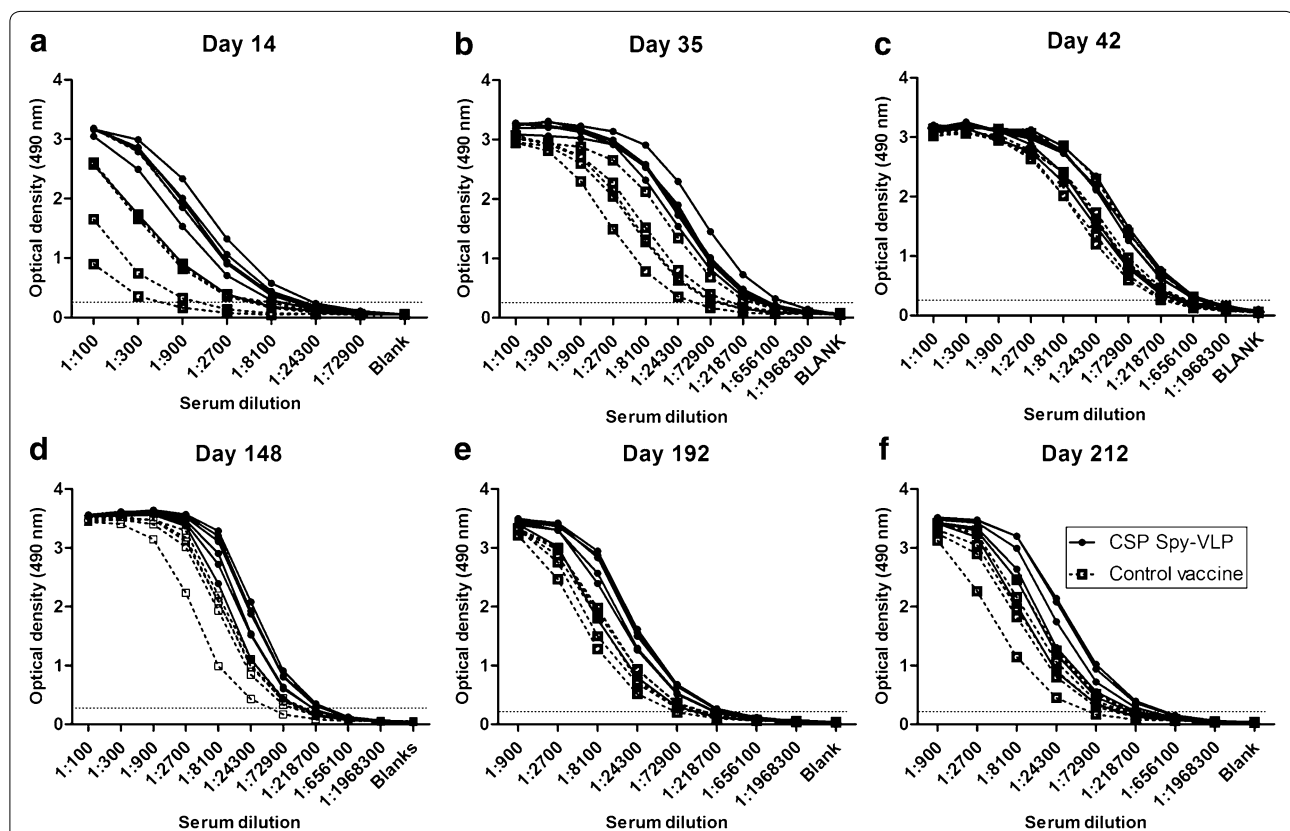 a Day 14
4
3
2
1
0
Optical density (490 nm)
1:100 1:300 1:900 1:2700 1:8100 1:24300 1:72900 Blank
Serum dilution
b Day 35
4
3
2
1
0
Optical density (490 nm)
1:100 1:300 1:900 1:2700 1:8100 1:24300 1:72900 1:218700 1:656100 1:1968300 BLANK
Serum dilution
c Day 42
4
3
2
1
0
Optical density (490 nm)
1:100 1:300 1:900 1:2700 1:8100 1:24300 1:72900 1:218700 1:656100 1:1968300 BLANK
Serum dilution
d Day 148
4
3
2
1
0
Optical density (490 nm)
1:100 1:300 1:900 1:2700 1:8100 1:24300 1:72900 1:218700 1:656100 1:1968300 Blanks
Serum dilution
e Day 192
4
3
2
1
0
Optical density (490 nm)
1:900 1:2700 1:8100 1:24300 1:72900 1:218700 1:656100 1:1968300 Blank
Serum dilution
f Day 212
4
3
2
1
0
Optical density (490 nm)
CSP Spy-VLP
Control vaccine
1:900 1:2700 1:8100 1:24300 1:72900 1:218700 1:656100 1:1968300 Blank
Serum dilution